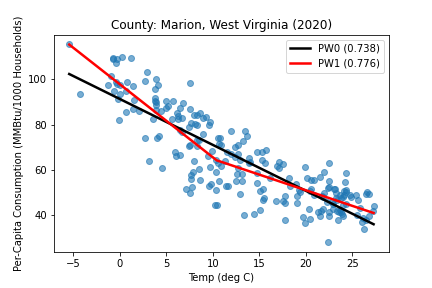 County: Marion, West Virginia (2020)
Per-Capita Consumption (MMBtu/1000 Households)
100
80
60
40
PW0 (0.738)
PW1 (0.776)
−5
0
5
10
15
20
25
Temp (deg C)